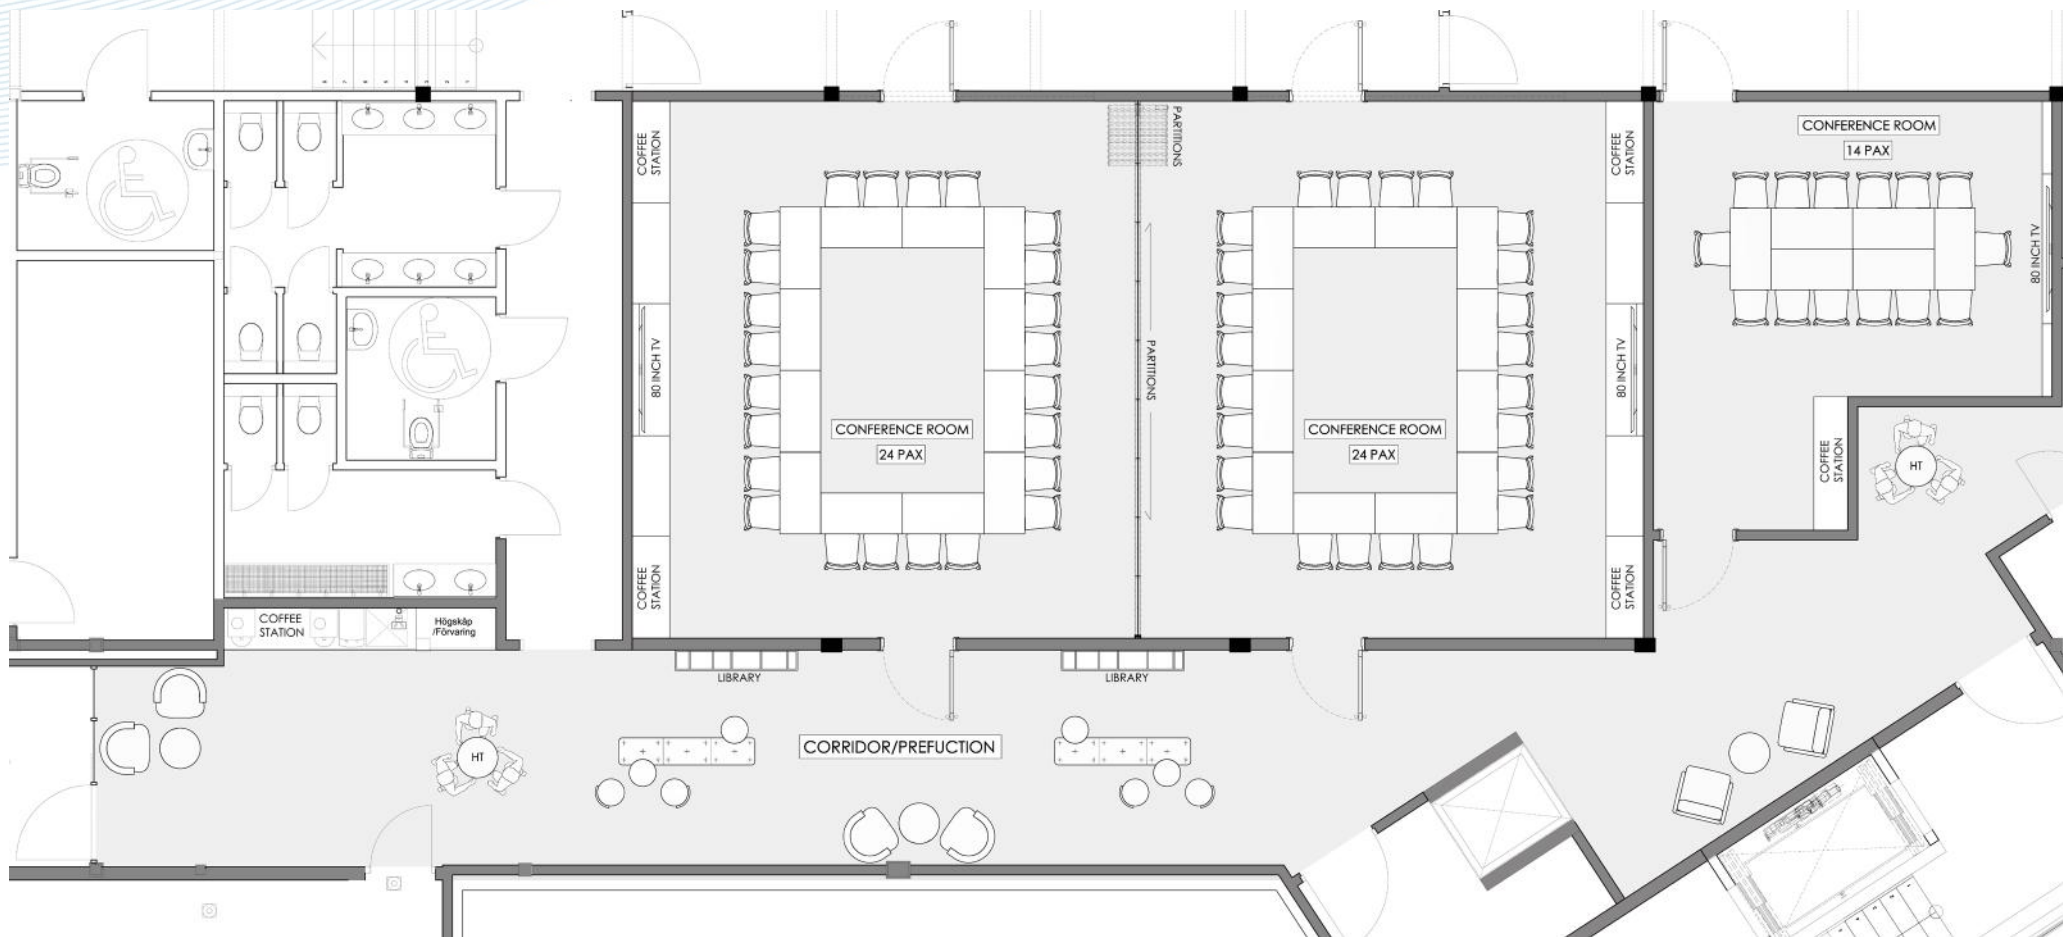 COFFEE
STATION
80 INCH TV
COFFEE
STATION
CONFERENCE ROOM
24 PAX
PARTITIONS
PARTITIONS
CONFERENCE ROOM
24 PAX
COFFEE
STATION
80 INCH TV
COFFEE
STATION
CONFERENCE ROOM
14 PAX
80 INCH TV
COFFEE
STATION
HT
COFFEE
STATION
Högskåp
/Förvaring
LIBRARY
LIBRARY
HT
CORRIDOR/PREFUCTION